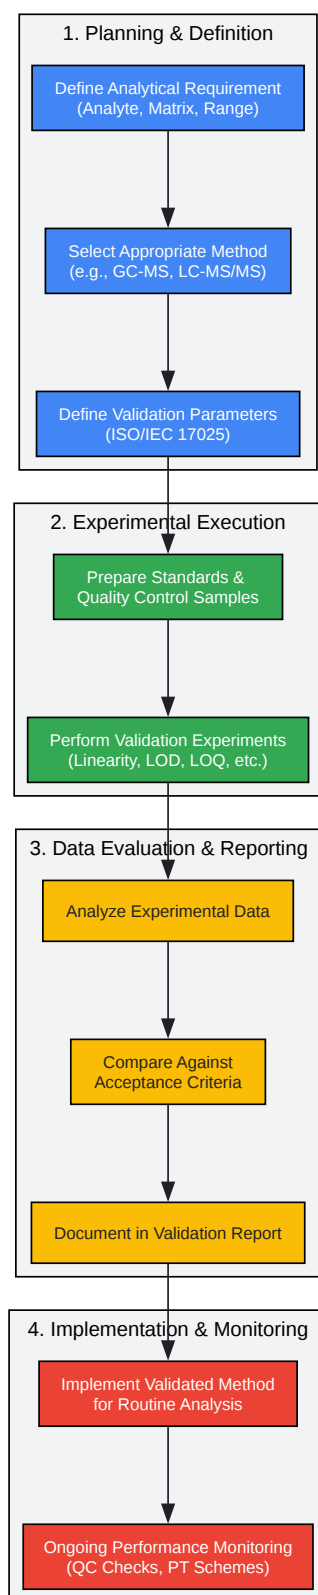 1. Planning & Definition
Define Analytical Requirement
(Analyte, Matrix, Range)
Select Appropriate Method
(e.g., GC-MS, LC-MS/MS)
Define Validation Parameters
(ISO/IEC 17025)
2. Experimental Execution
Prepare Standards &
Quality Control Samples
Perform Validation Experiments
(Linearity, LOD, LOQ, etc.)
3. Data Evaluation & Reporting
Analyze Experimental Data
Compare Against
Acceptance Criteria
Document in Validation Report
4. Implementation & Monitoring
Implement Validated Method
for Routine Analysis
Ongoing Performance Monitoring
(QC Checks, PT Schemes)